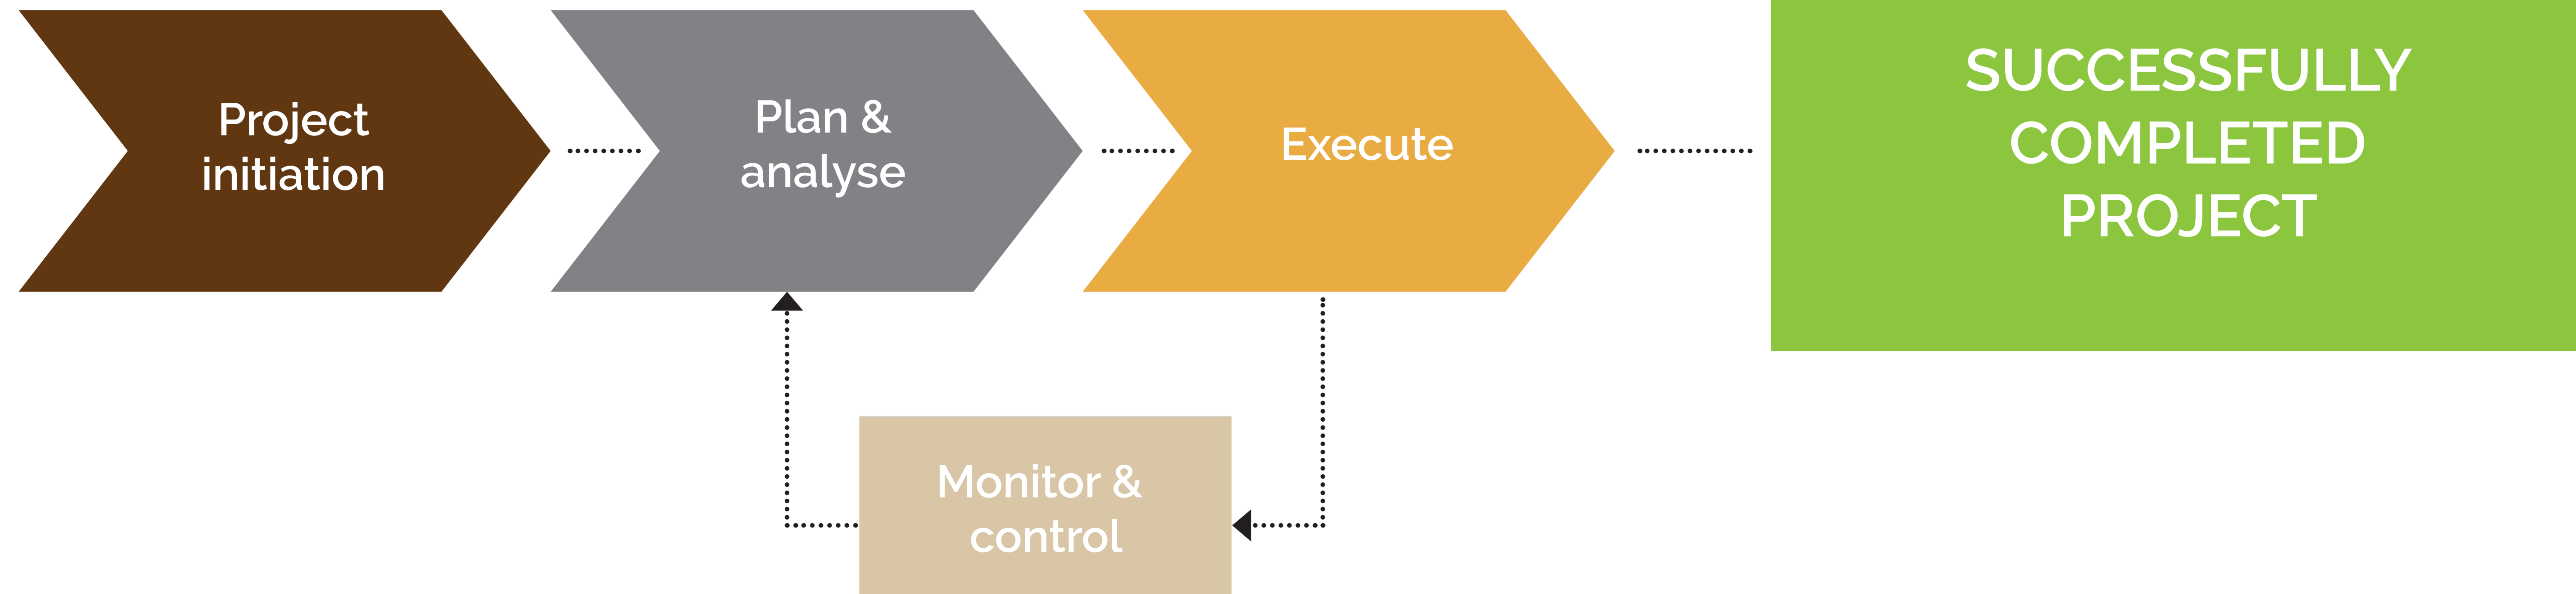 Project
initiation
Plan &
analyse
Execute
SUCCESSFULLY
COMPLETED
PROJECT
Monitor &
control